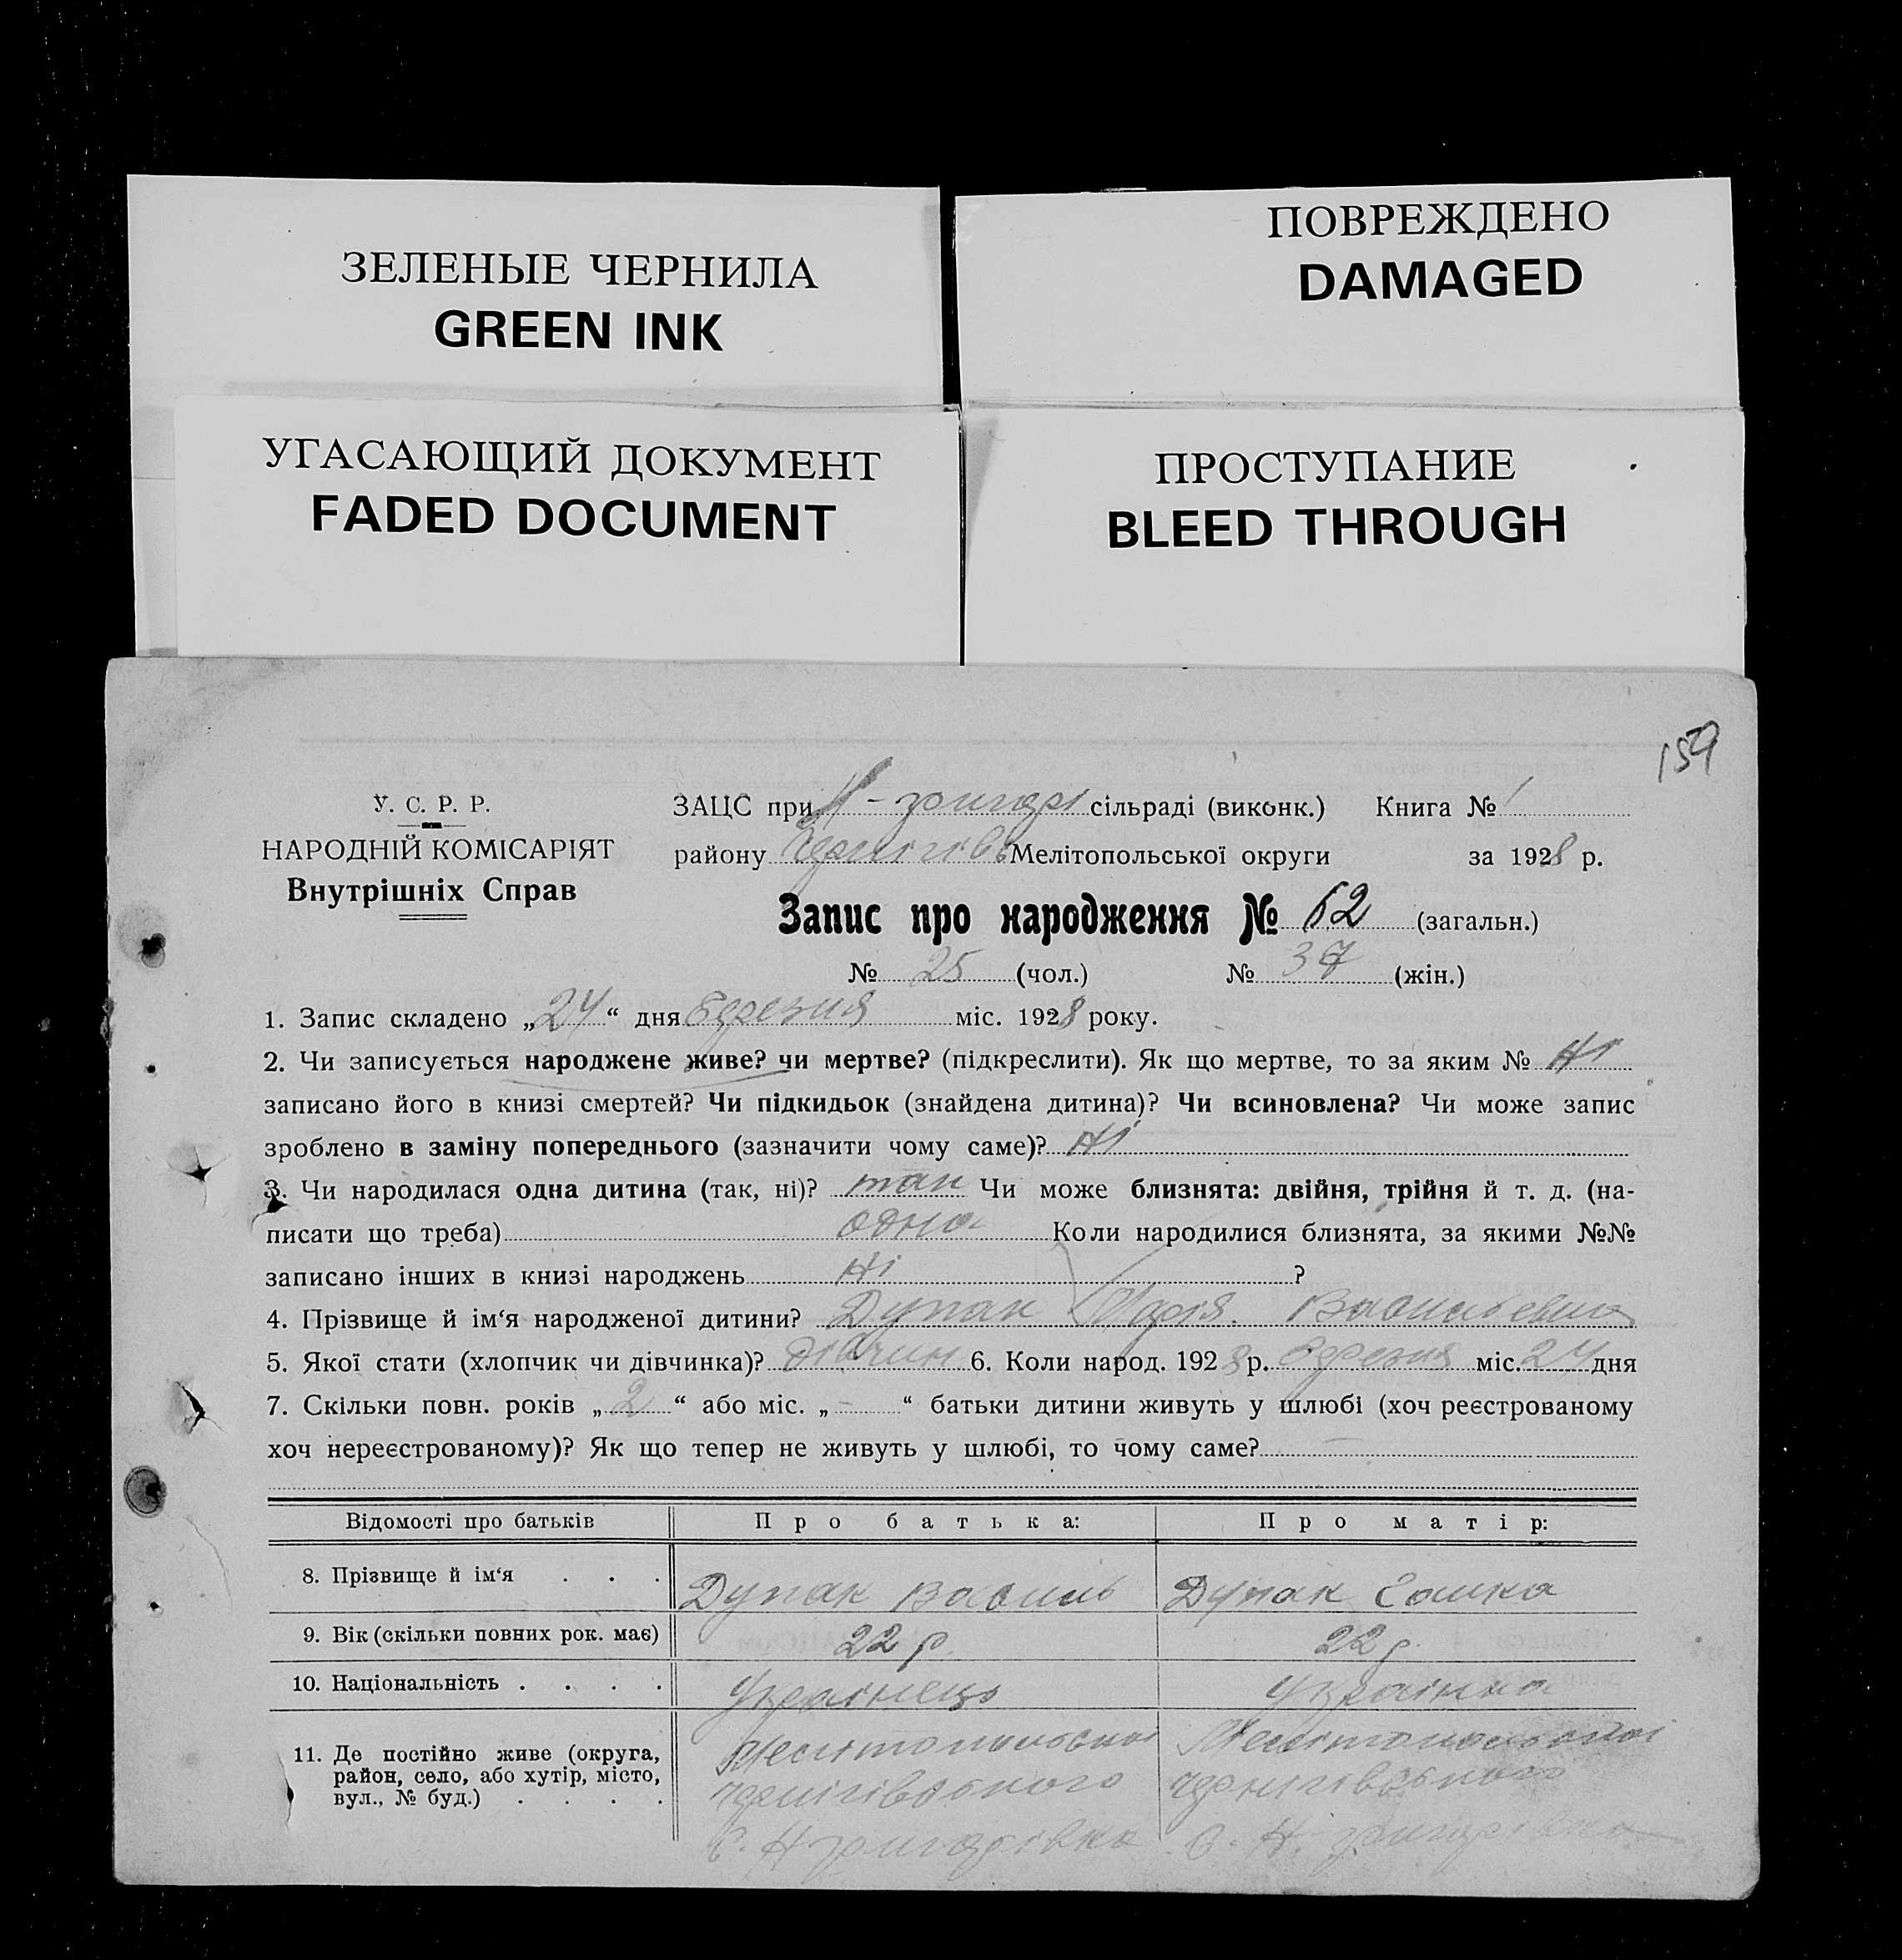 ЗЕЛЕНЫЕ ЧЕРНИЛА
GREEN INK
ПОВРЕЖДЕНО
DAMAGED
УГАСАЮЩИЙ ДОКУМЕНТ
FADED DOCUMENT
ПРОСТУПАНИЕ
BLEED THROUGH
159
У. С. Р. Р.
НАРОДНІЙ КОМІСАРІЯТ
Внутрішніх Справ
ЗАЦС при сільраді (виконк.) Книга № 1
району Чернігівс Мелітопольської округи за 1928 р.
Запис про народження № 62 (загальн.)
№ 25 (чол.) № 37 (жін.)
1. Запис складено „24“ дня березня міс. 1928 року.
2. Чи записується народжене живе? чи мертве? (підкреслити). Як що мертве, то за яким № Ні
записано його в книзі смертей? Чи підкидьок (знайдена дитина)? Чи всиновлена? Чи може запис
зроблено в заміну попереднього (зазначити чому саме)? Ні
3. Чи народилася одна дитина (так, ні)? так Чи може близнята: двійня, трійня й т. д. (на-
писати що треба) одна Коли народилися близнята, за якими №№
записано інших в книзі народжень Ні ?
4. Прізвище й ім‘я народженої дитини? Дупак Марія Васильевна
5. Якої стати (хлопчик чи дівчинка)? дівчин 6. Коли народ. 1928 р. березня міс. 24 дня
7. Скільки повн. років „2“ або міс. „-“ батьки дитини живуть у шлюбі (хоч реєстрованому
хоч нереєстрованому)? Як що тепер не живуть у шлюбі, то чому саме? —
Відомості про батьків Про батька: Про матір:
8. Прізвище й ім‘я . . . Дупак Василь Дупак
9. Вік (скільки повних рок. має) 22 р. 22 р.
10. Національність . . . . Українець Українка
11. Де постійно живе (округа, район, село, або хутір, місто, вул., № буд.) . . . .
Мелітопольської Мелітопольської
Чернігівського Чернігівського
с. Н григорівка с. Н. григорівка